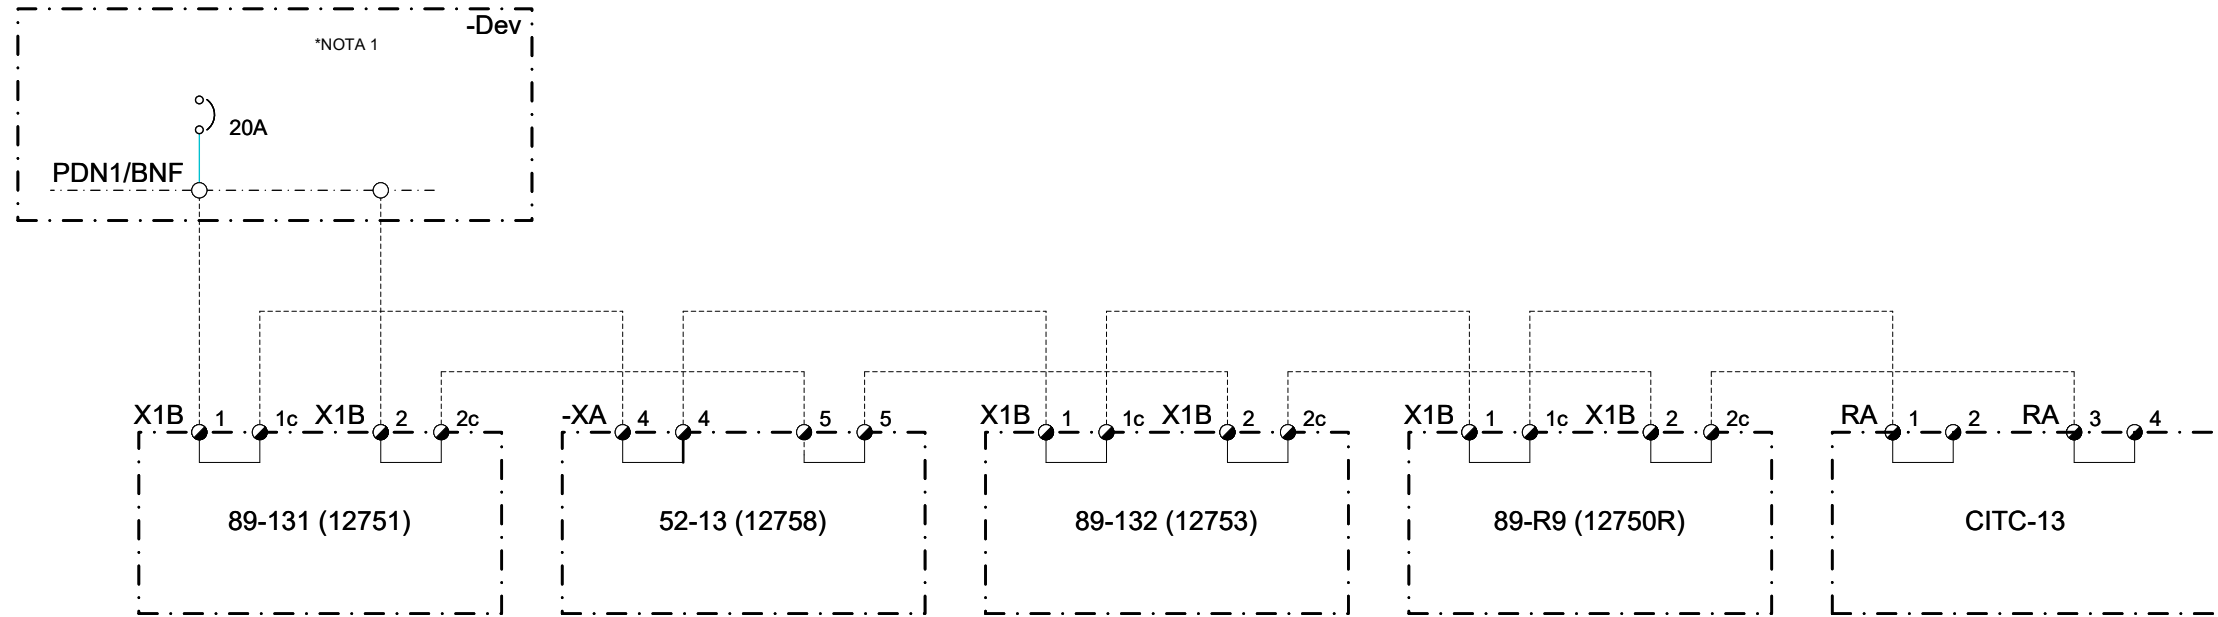 -Dev
*NOTA 1
20A
PDN1/BNF
X1B 1 1c X1B 2 2c -XA 4 4 5 5 X1B 1 1c X1B 2 2c X1B 1 1c X1B 2 2c RA 1 2 RA 3 4
89-131 (12751) 52-13 (12758) 89-132 (12753) 89-R9 (12750R) CITC-13